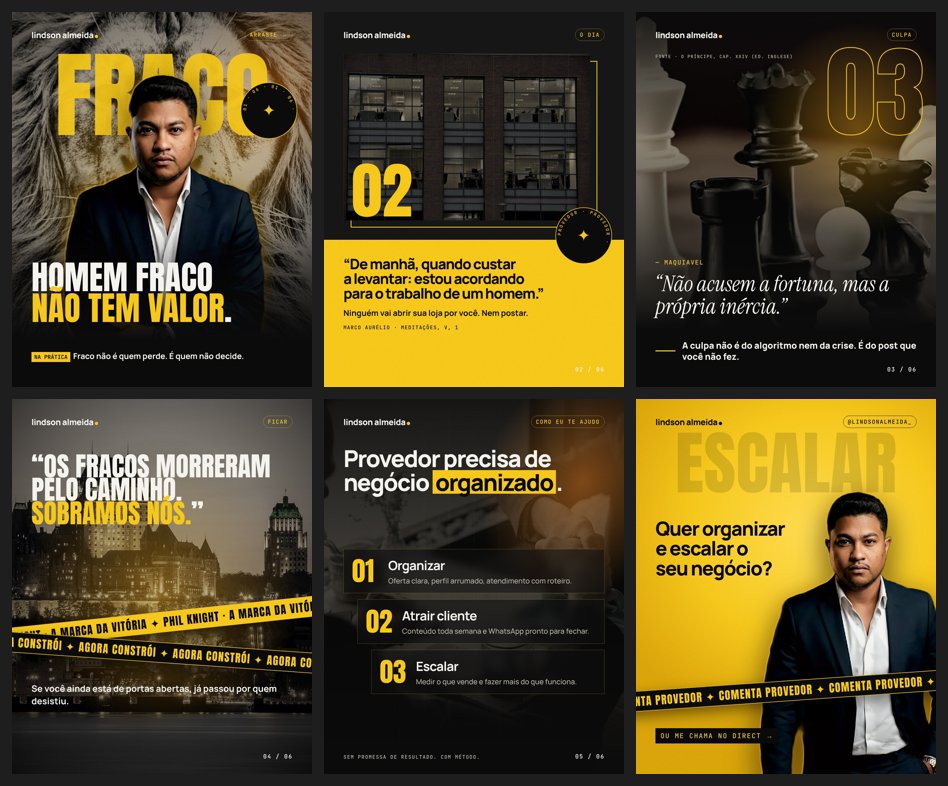 lindson almeida
ARRASTE
FRACO
HOMEM FRACO
NÃO TEM VALOR.
NA PRÁTICA Fraco não é quem perde. É quem não decide.
lindson almeida
O DIA
02
PROVEDOR · PROVEDOR ·
“De manhã, quando custar
a levantar: estou acordando
para o trabalho de um homem.”
Ninguém vai abrir sua loja por você. Nem postar.
MARCO AURÉLIO · MEDITAÇÕES, V, 1
02 / 06
lindson almeida
CULPA
FONTE · O PRÍNCIPE, CAP. XXIV (ED. INGLESE)
03
— MAQUIAVEL
“Não acusem a fortuna, mas a
própria inércia.”
A culpa não é do algoritmo nem da crise. É do post que
você não fez.
03 / 06
lindson almeida
FICAR
“OS FRACOS MORRERAM
PELO CAMINHO.
SOBRAMOS NÓS.”
A MARCA DA VITÓRIA ✦ PHIL KNIGHT · A MARCA DA VITÓ
CONSTRÓI ✦ AGORA CONSTRÓI ✦ AGORA CONSTRÓI ✦ AGORA CO
Se você ainda está de portas abertas, já passou por quem
desistiu.
04 / 06
lindson almeida
COMO EU TE AJUDO
Provedor precisa de
negócio organizado.
01 Organizar
Oferta clara, perfil arrumado, atendimento com roteiro.
02 Atrair cliente
Conteúdo toda semana e WhatsApp pronto para fechar.
03 Escalar
Medir o que vende e fazer mais do que funciona.
SEM PROMESSA DE RESULTADO. COM MÉTODO.
05 / 06
lindson almeida
@LINDSONALMEIDA_
ESCALAR
Quer organizar
e escalar o
seu negócio?
NTA PROVEDOR ✦ COMENTA PROVEDOR ✦ COMENTA PROVEDOR ✦
OU ME CHAMA NO DIRECT →